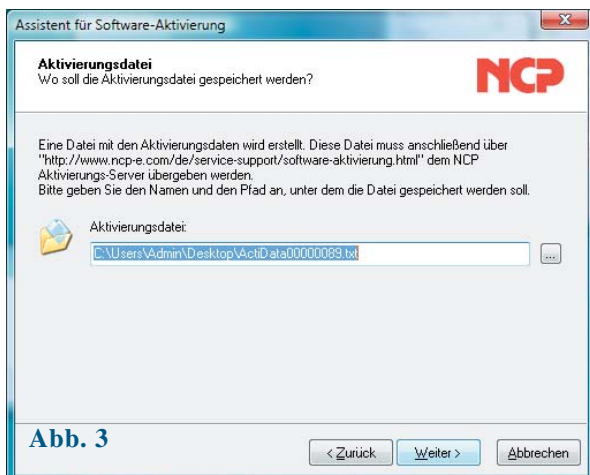 Assistent für Software-Aktivierung
Aktivierungsdatei
Wo soll die Aktivierungsdatei gespeichert werden?
NCP
Eine Datei mit den Aktivierungsdaten wird erstellt. Diese Datei muss anschließend über
"http://www.ncp-e.com/de/service-support/software-aktivierung.html" dem NCP
Aktivierungs-Server übergeben werden.
Bitte geben Sie den Namen und den Pfad an, unter dem die Datei gespeichert werden soll.
Aktivierungsdatei:
C:\Users\Admin\Desktop\ActiData00000089.txt
...
Abb. 3
< Zurück
Weiter >
Abbrechen